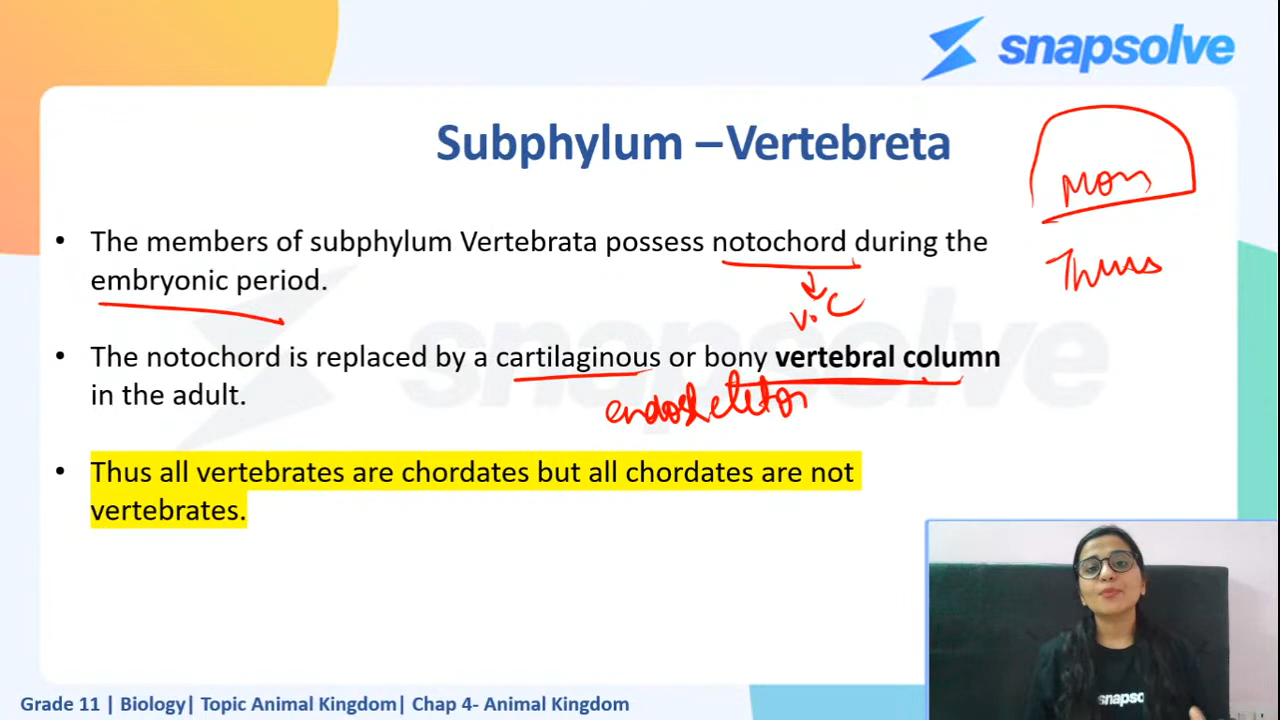 snapsolve
Subphylum –Vertebreta
Mon
• The members of subphylum Vertebrata possess notochord during the
embryonic period.
Thus
V.C
• The notochord is replaced by a cartilaginous or bony vertebral column
in the adult.
endoskeleton
• Thus all vertebrates are chordates but all chordates are not
vertebrates.
snapsolve
snapso
Grade 11 | Biology| Topic Animal Kingdom| Chap 4- Animal Kingdom